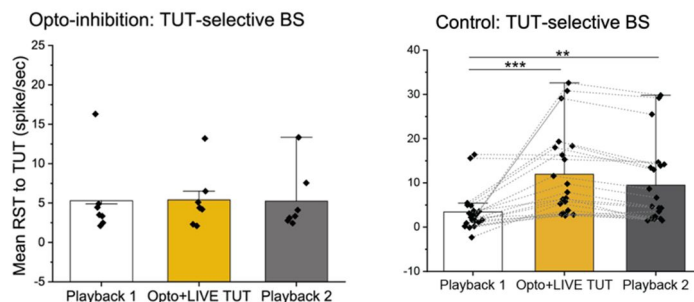 Opto-inhibition: TUT-selective BS
Mean RST to TUT (spike/sec)
25
20
15
10
5
0
-5
Playback 1
Opto+LIVE TUT
Playback 2
Control: TUT-selective BS
40
30
20
10
0
-10
**
***
Playback 1
Opto+LIVE TUT
Playback 2